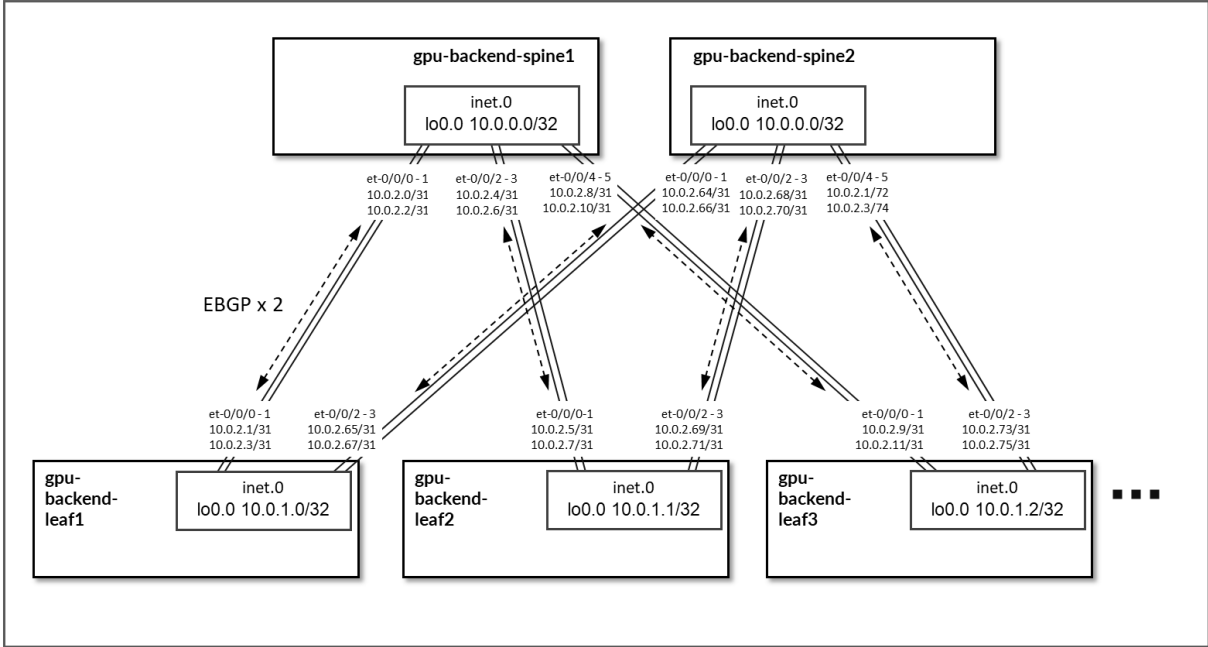 gpu-backend-spine1
inet.0
lo0.0 10.0.0.0/32
gpu-backend-spine2
inet.0
lo0.0 10.0.0.0/32
et-0/0/0 - 1
10.0.2.0/31
10.0.2.2/31
et-0/0/2 - 3
10.0.2.4/31
10.0.2.6/31
et-0/0/4 - 5
10.0.2.8/31
10.0.2.10/31
et-0/0/0 - 1
10.0.2.64/31
10.0.2.66/31
et-0/0/2 - 3
10.0.2.68/31
10.0.2.70/31
et-0/0/4 - 5
10.0.2.1/72
10.0.2.3/74
EBGP x 2
et-0/0/0 - 1
10.0.2.1/31
10.0.2.3/31
et-0/0/2 - 3
10.0.2.65/31
10.0.2.67/31
et-0/0/0-1
10.0.2.5/31
10.0.2.7/31
et-0/0/2 - 3
10.0.2.69/31
10.0.2.71/31
et-0/0/0 - 1
10.0.2.9/31
10.0.2.11/31
et-0/0/2 - 3
10.0.2.73/31
10.0.2.75/31
gpu-
backend-
leaf1
inet.0
lo0.0 10.0.1.0/32
gpu-
backend-
leaf2
inet.0
lo0.0 10.0.1.1/32
gpu-
backend-
leaf3
inet.0
lo0.0 10.0.1.2/32